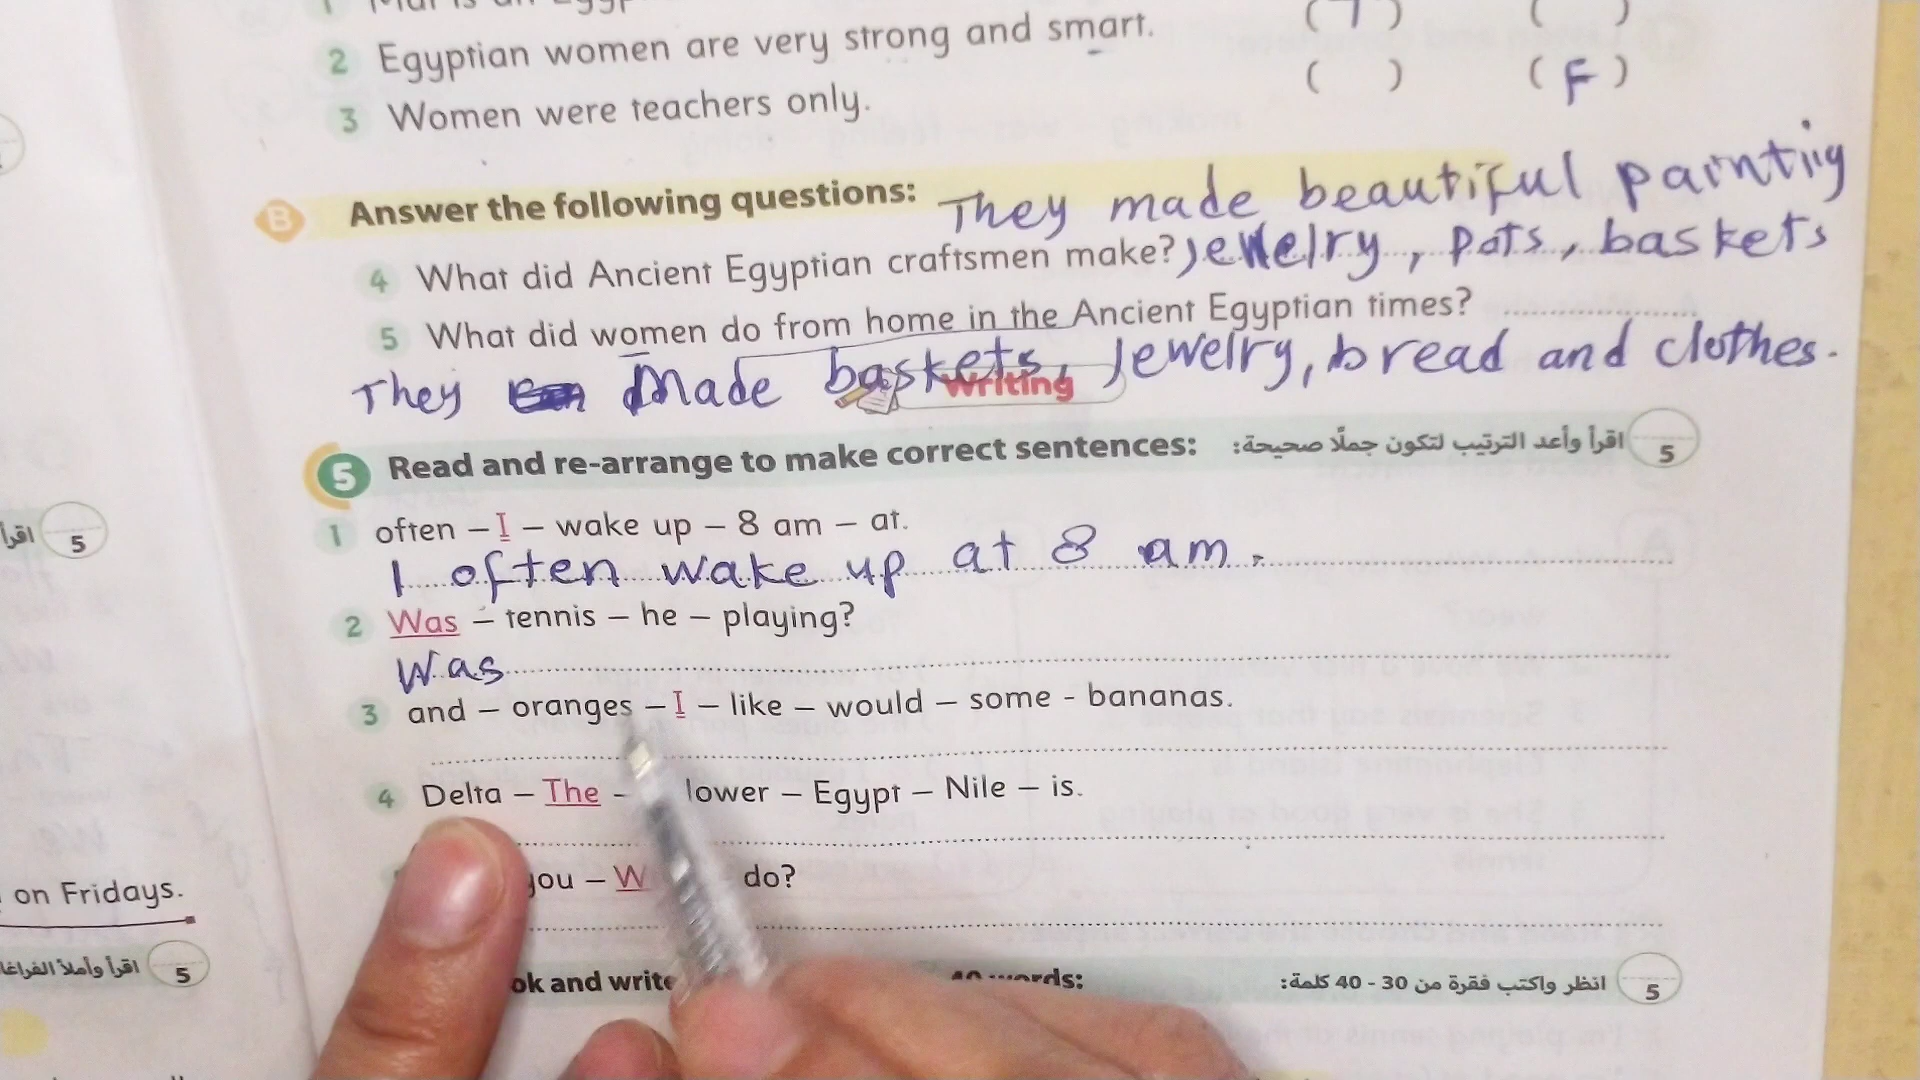 2 Egyptian women are very strong and smart. ( )
3 Women were teachers only. ( ) ( F )
B Answer the following questions: They made beautiful
4 What did Ancient Egyptian craftsmen make? Jewelry, pots, baskets
5 What did women do from home in the Ancient Egyptian times?
They made baskets, Jewelry, bread and clothes.
Writing
5 Read and re-arrange to make correct sentences: اقرأ وأعد الترتيب لتكون جملًا صحيحة: 5
1 often – I – wake up – 8 am – at.
I often wake up at 8 am.
2 Was – tennis – he – playing?
Was
3 and – oranges – I – like – would – some - bananas.
4 Delta – The – lower – Egypt – Nile – is.
you – W do?
and write words: انظر واكتب فقرة من 30 - 40 كلمة: 5
اقرأ 5
on Fridays.
اقرأ وأملأ 5